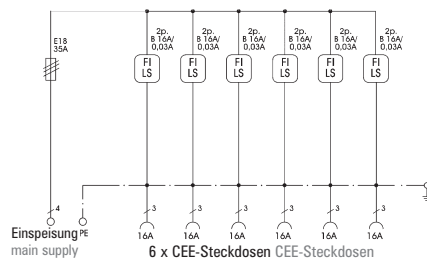 E18
35A
2p.
B 16A/
0,03A
FI
LS
2p.
B 16A/
0,03A
FI
LS
2p.
B 16A/
0,03A
FI
LS
2p.
B 16A/
0,03A
FI
LS
2p.
B 16A/
0,03A
FI
LS
2p.
B 16A/
0,03A
FI
LS
4
3
3
3
3
3
3
Einspeisung PE
main supply
16A
16A
16A
16A
16A
16A
6 x CEE-Steckdosen CEE-Steckdosen